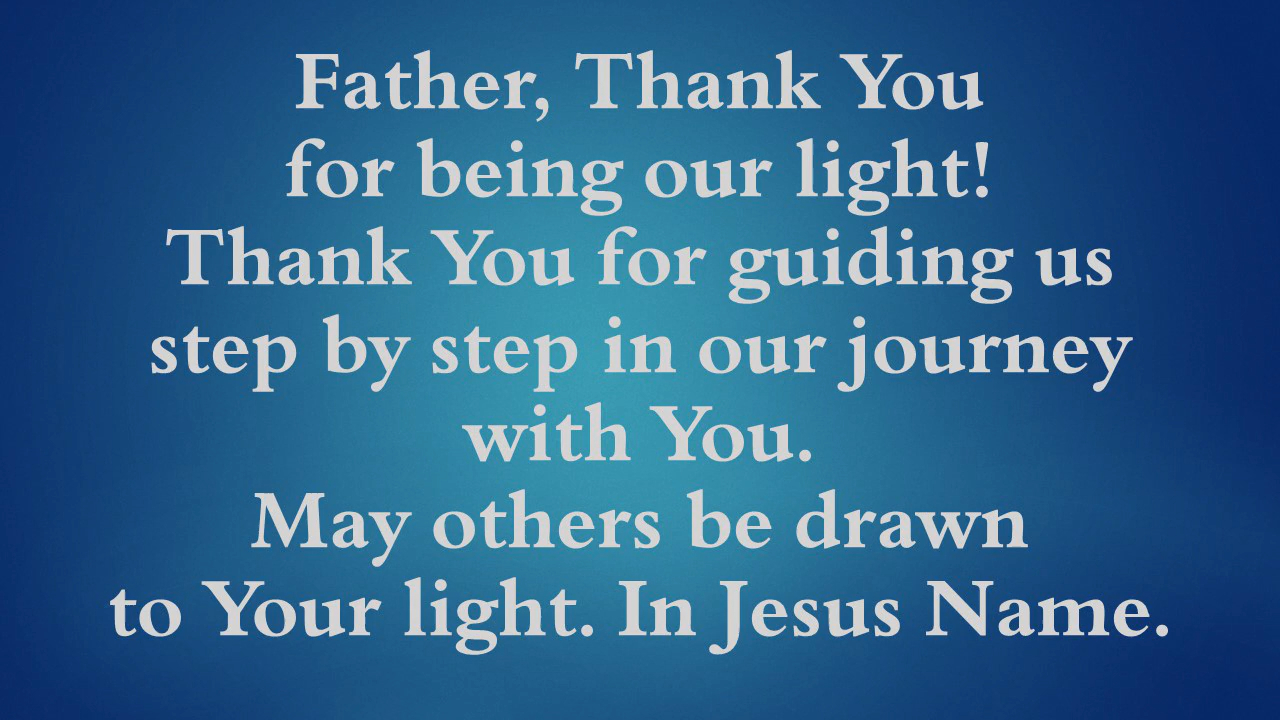 Father, Thank You
for being our light!
Thank You for guiding us
step by step in our journey
with You.
May others be drawn
to Your light. In Jesus Name.